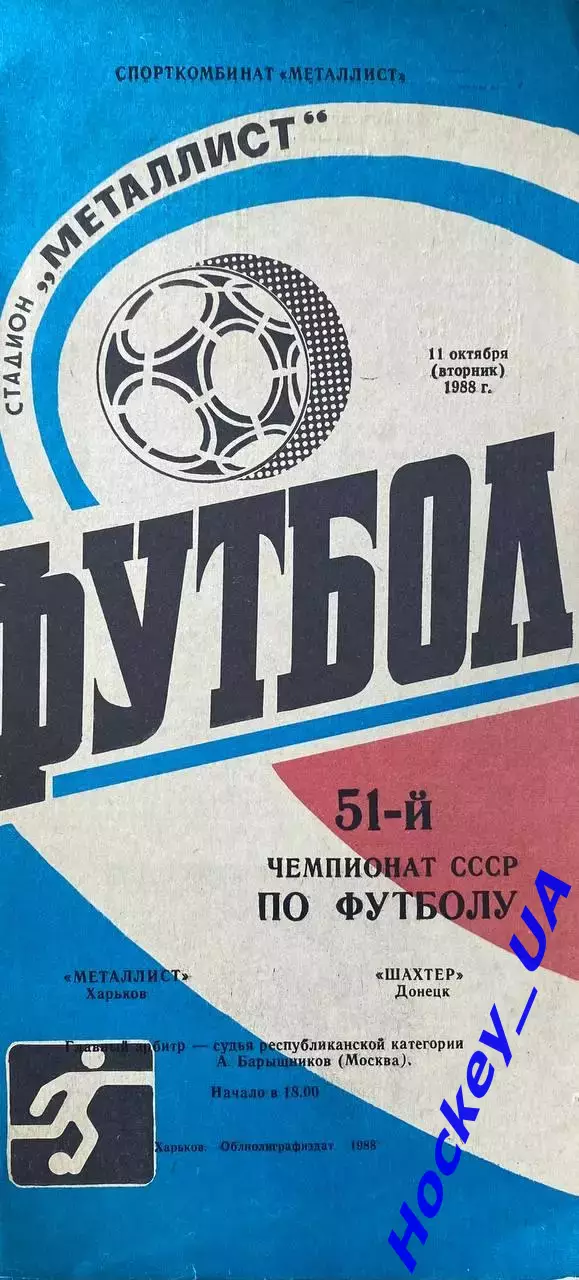 СПОРТКОМБИНАТ «МЕТАЛЛИСТ»
СТАДИОН „МЕТАЛЛИСТ“
11 октября
(вторник)
1988 г.
ФУТБОЛ
51-й
ЧЕМПИОНАТ СССР
ПО ФУТБОЛУ
«МЕТАЛЛИСТ»
Харьков
«ШАХТЕР»
Донецк
Главный арбитр — судья республиканской категории
А. Барышников (Москва).
Начало в 18.00
Харьков. Облполиграфиздат 1988
Hockey_UA